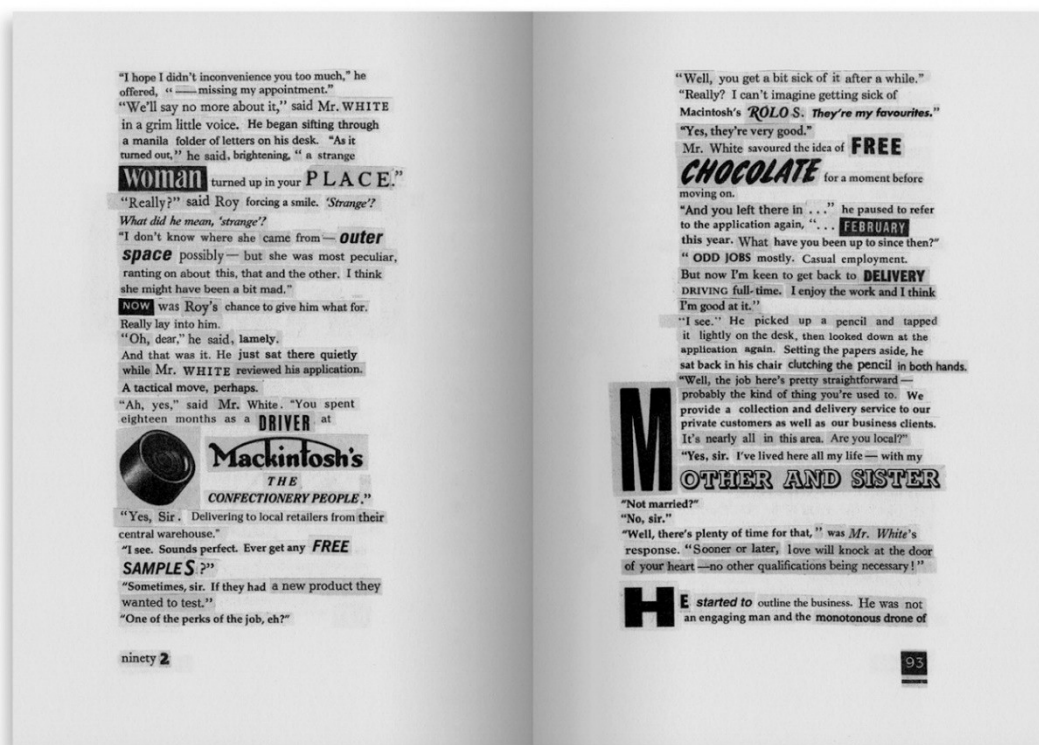 "I hope I didn't inconvenience you too much," he
offered, "—missing my appointment."
"We'll say no more about it," said Mr. WHITE
in a grim little voice. He began sifting through
a manila folder of letters on his desk. "As it
turned out," he said, brightening, "a strange
Woman turned up in your PLACE."
"Really?" said Roy forcing a smile. 'Strange'?
What did he mean, 'strange'?
"I don't know where she came from — outer
space possibly — but she was most peculiar,
ranting on about this, that and the other. I think
she might have been a bit mad."
NOW was Roy's chance to give him what for.
Really lay into him.
"Oh, dear," he said, lamely.
And that was it. He just sat there quietly
while Mr. WHITE reviewed his application.
A tactical move, perhaps.
"Ah, yes," said Mr. White. "You spent
eighteen months as a DRIVER at
Mackintosh's
THE
CONFECTIONERY PEOPLE."
"Yes, Sir. Delivering to local retailers from their
central warehouse."
"I see. Sounds perfect. Ever get any FREE
SAMPLES?"
"Sometimes, sir. If they had a new product they
wanted to test."
"One of the perks of the job, eh?"
ninety 2
"Well, you get a bit sick of it after a while."
"Really? I can't imagine getting sick of
Macintosh's ROLOS. They're my favourites."
"Yes, they're very good."
Mr. White savoured the idea of FREE
CHOCOLATE for a moment before
moving on.
"And you left there in . . ." he paused to refer
to the application again, ". . . FEBRUARY
this year. What have you been up to since then?"
"ODD JOBS mostly. Casual employment.
But now I'm keen to get back to DELIVERY
DRIVING full-time. I enjoy the work and I think
I'm good at it."
"I see." He picked up a pencil and tapped
it lightly on the desk, then looked down at the
application again. Setting the papers aside, he
sat back in his chair clutching the pencil in both hands.
"Well, the job here's pretty straightforward —
probably the kind of thing you're used to. We
provide a collection and delivery service to our
private customers as well as our business clients.
It's nearly all in this area. Are you local?"
"Yes, sir. I've lived here all my life — with my
MOTHER AND SISTER
"Not married?"
"No, sir."
"Well, there's plenty of time for that," was Mr. White's
response. "Sooner or later, love will knock at the door
of your heart —no other qualifications being necessary!"
HE started to outline the business. He was not
an engaging man and the monotonous drone of
93